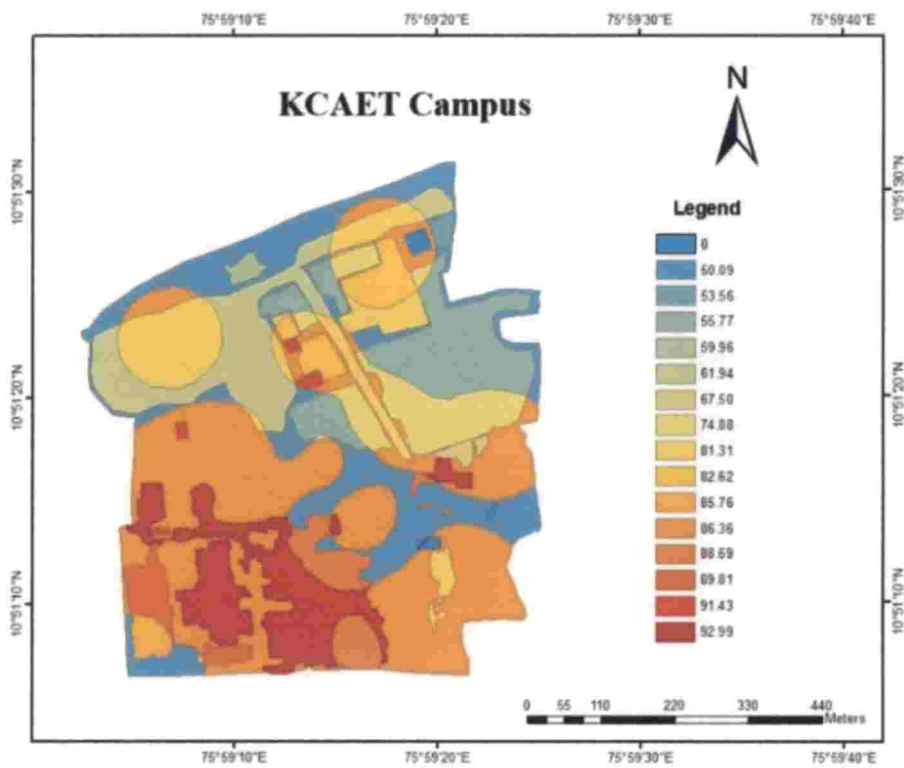 75°59'10"E 75°59'20"E 75°59'30"E 75°59'40"E
KCAET Campus
N
10°51'30"N 10°51'30"N
Legend
0
50.09
53.56
55.77
59.96
61.94
67.50
74.88
81.31
82.62
85.76
86.36
88.69
89.81
91.43
92.99
10°51'20"N 10°51'20"N
10°51'10"N 10°51'10"N
0 55 110 220 330 440
Meters
75°59'10"E 75°59'20"E 75°59'30"E 75°59'40"E